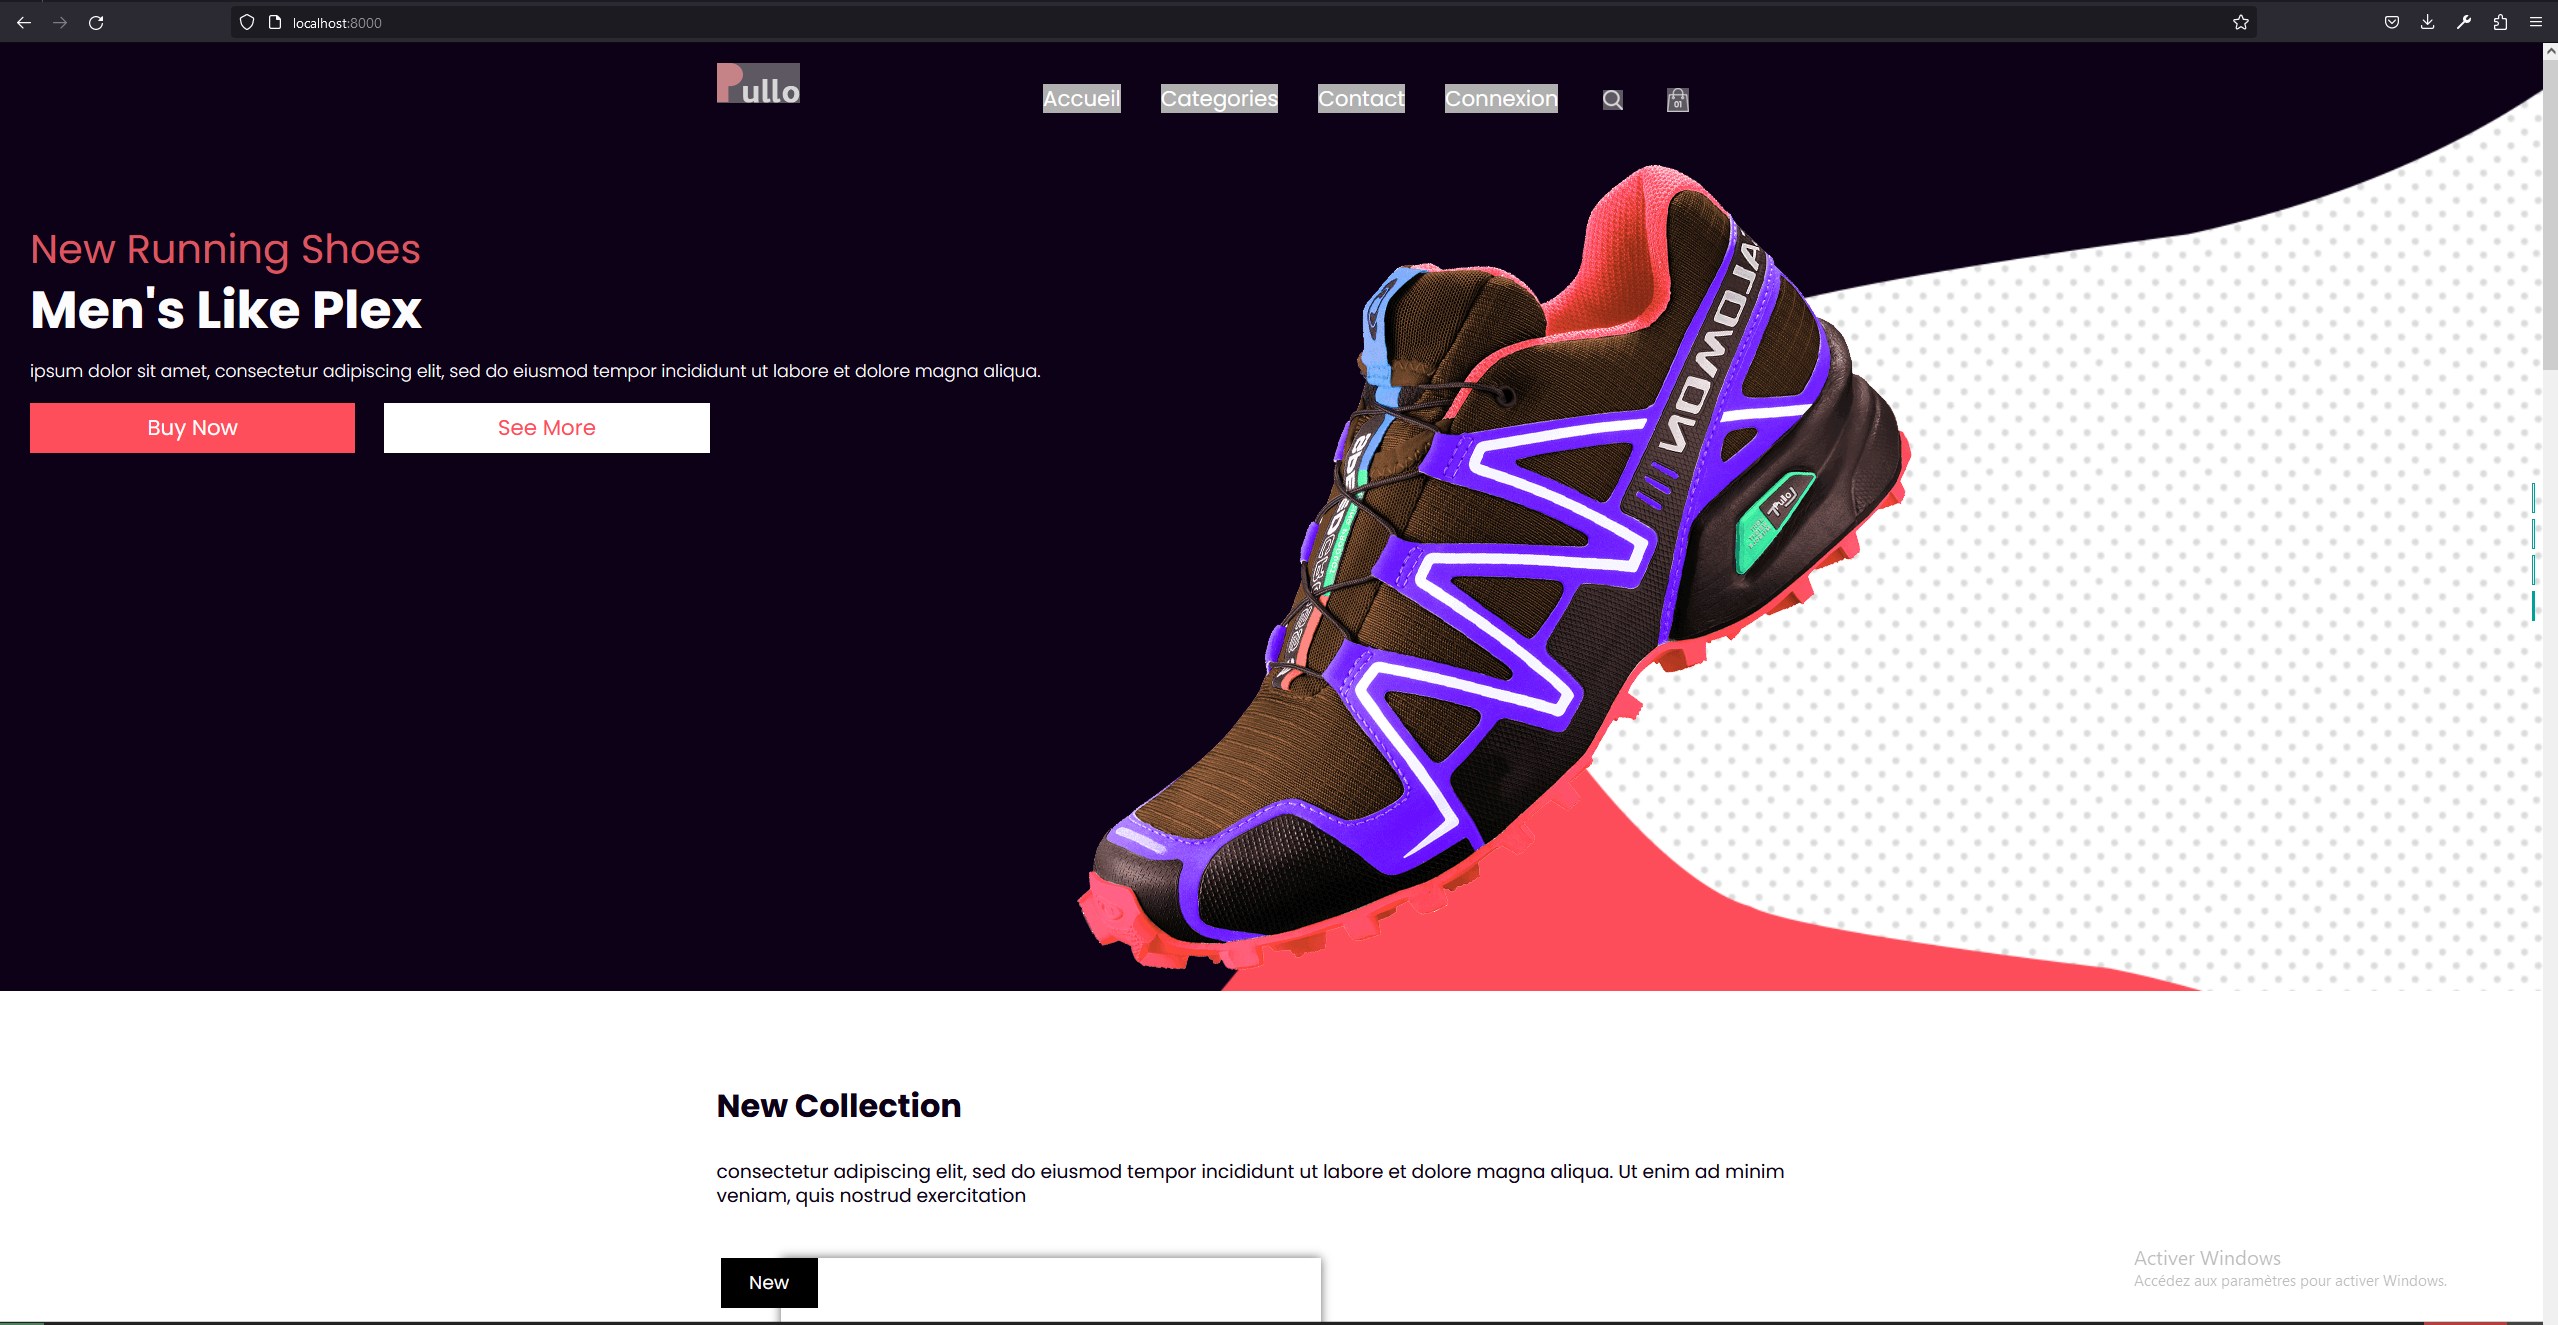 localhost:8000
Pullo
Accueil Categories Contact Connexion
01
New Running Shoes
Men's Like Plex
ipsum dolor sit amet, consectetur adipiscing elit, sed do eiusmod tempor incididunt ut labore et dolore magna aliqua.
Buy Now See More
Pullo
New Collection
consectetur adipiscing elit, sed do eiusmod tempor incididunt ut labore et dolore magna aliqua. Ut enim ad minim
veniam, quis nostrud exercitation
New
Activer Windows
Accédez aux paramètres pour activer Windows.